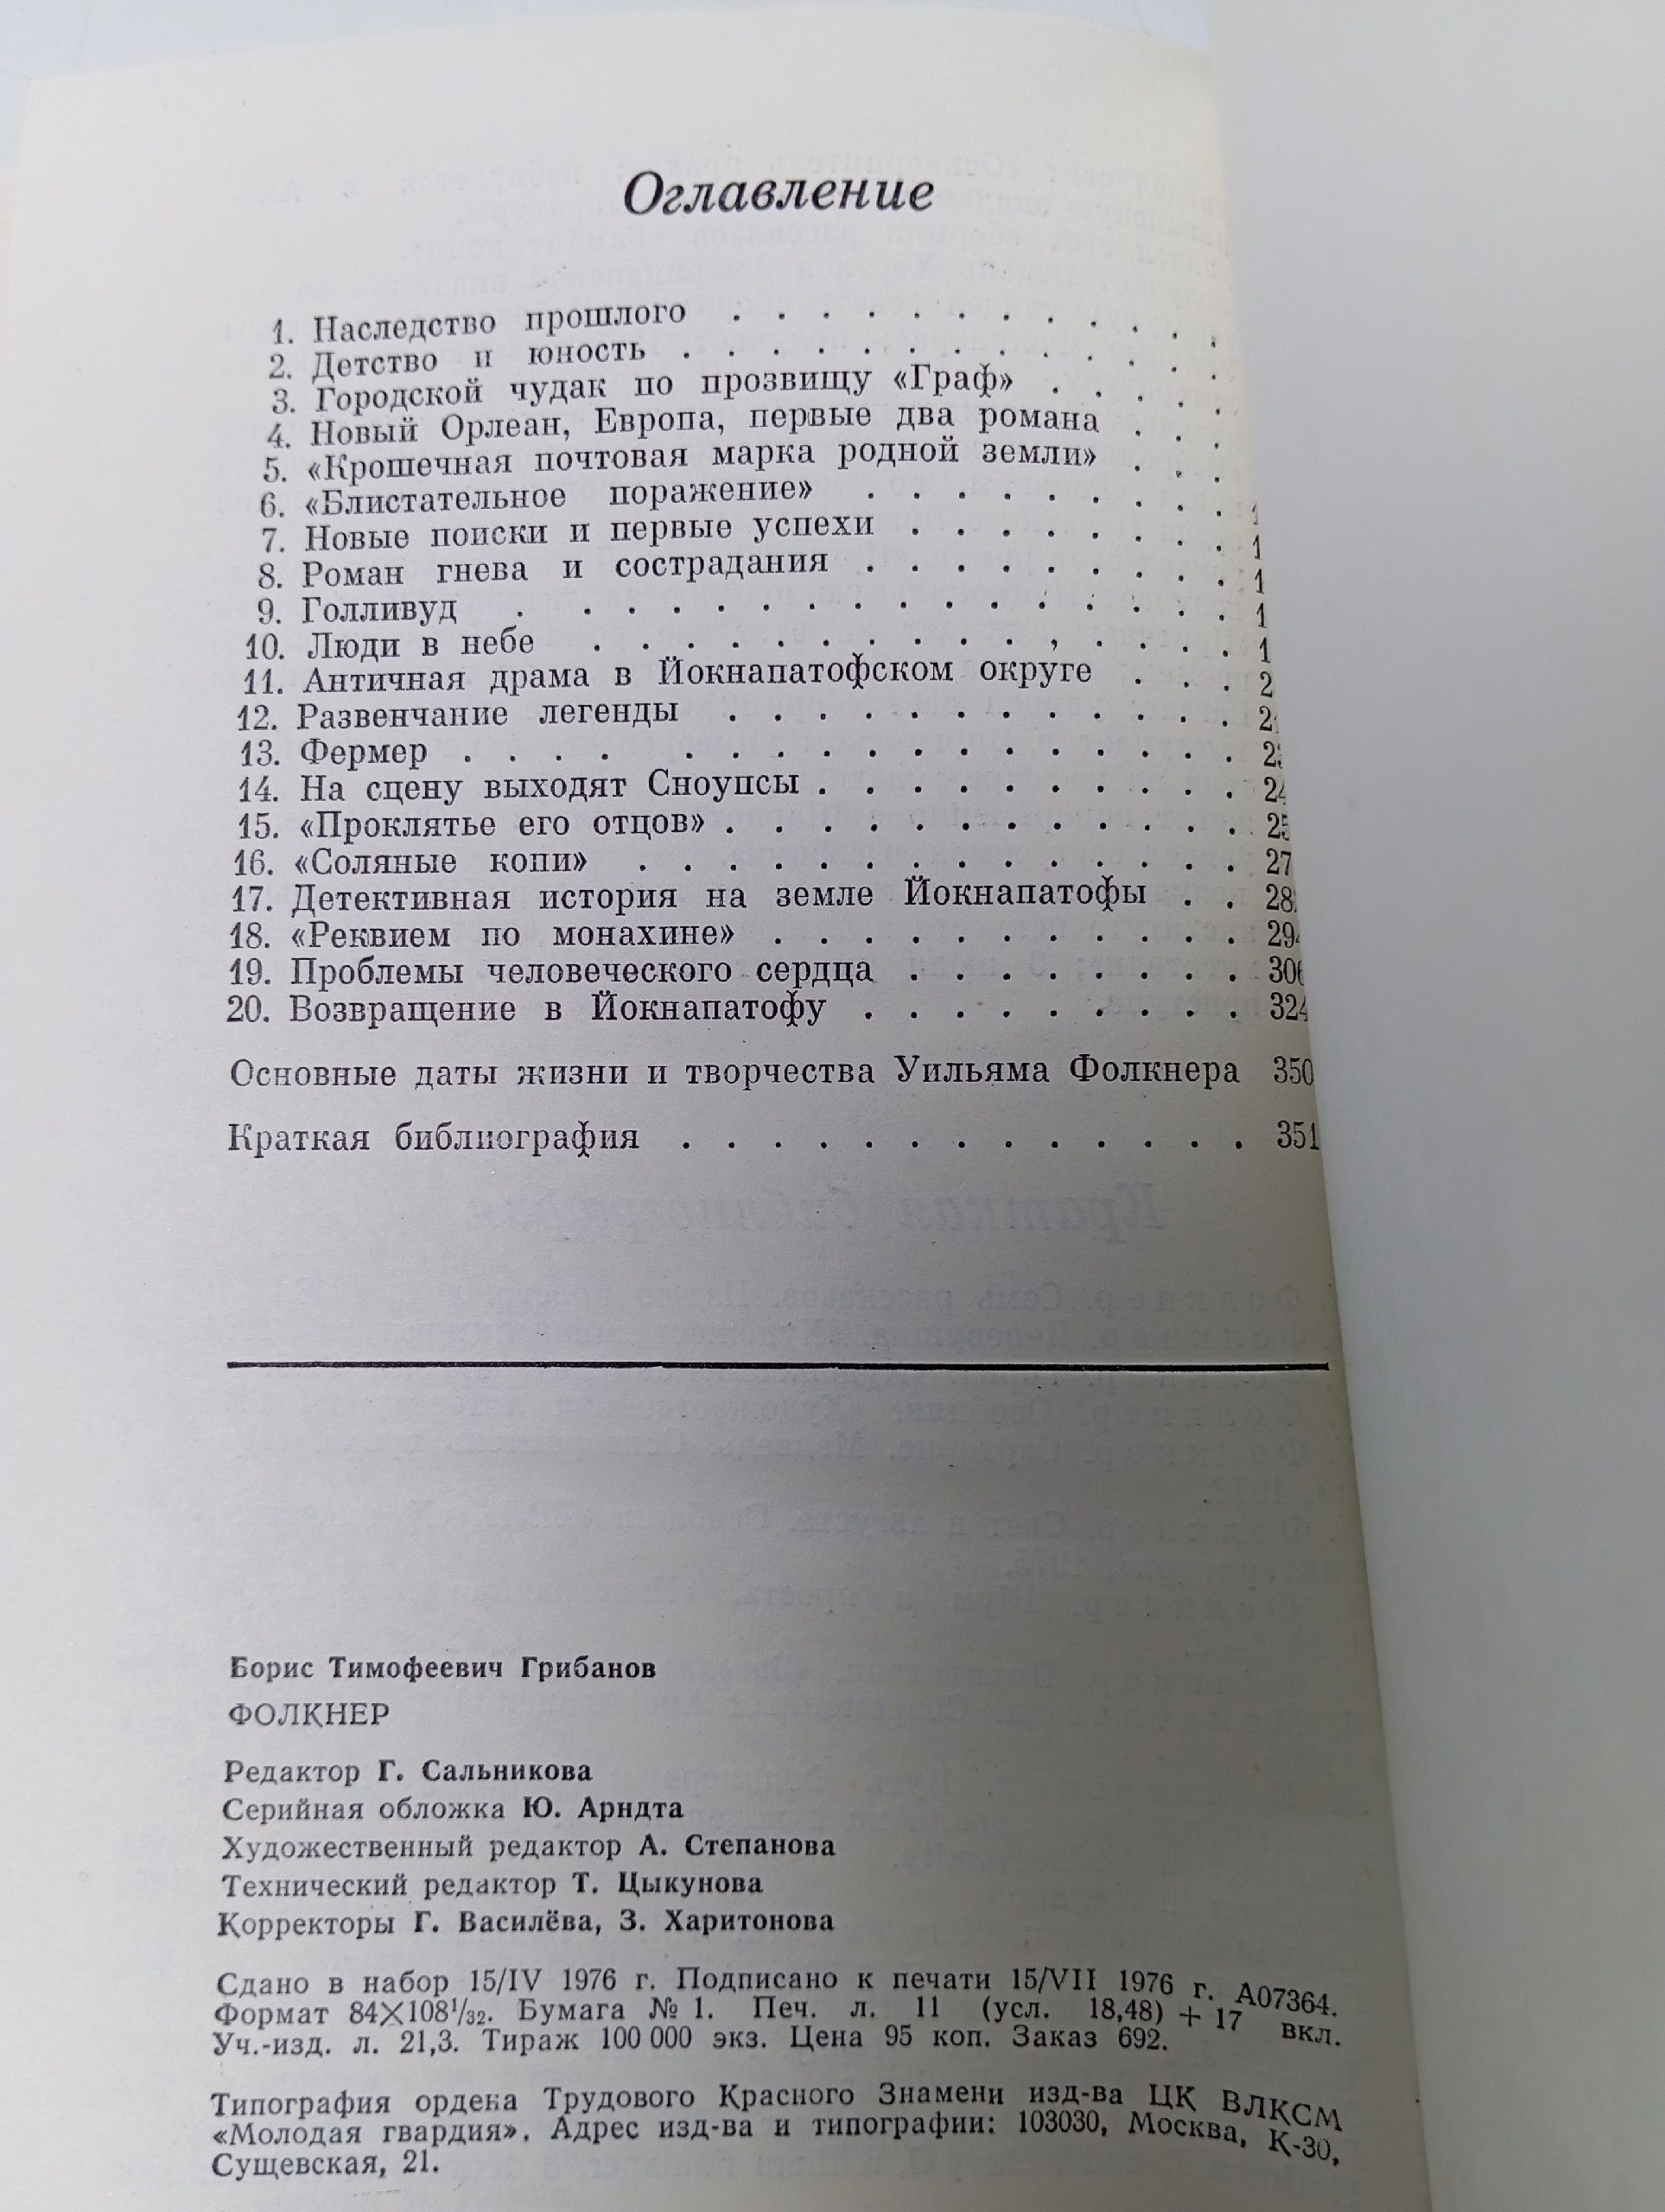 Оглавление
1. Наследство прошлого . . . . . . . . . . .
2. Детство и юность . . . . . . . . . . . .
3. Городской чудак по прозвищу «Граф» . . . .
4. Новый Орлеан, Европа, первые два романа . . .
5. «Крошечная почтовая марка родной земли» . . .
6. «Блистательное поражение» . . . . . . . . .
7. Новые поиски и первые успехи . . . . . . . .
8. Роман гнева и сострадания . . . . . . . . .
9. Голливуд . . . . . . . . . . . . . . . .
10. Люди в небе . . . . . . . . . . . . . . .
11. Античная драма в Йокнапатофском округе . . .
12. Развенчание легенды . . . . . . . . . . . .
13. Фермер . . . . . . . . . . . . . . . . .
14. На сцену выходят Сноупсы . . . . . . . . . .
15. «Проклятье его отцов» . . . . . . . . . . . .
16. «Соляные копи» . . . . . . . . . . . . . .
17. Детективная история на земле Йокнапатофы . .
18. «Реквием по монахине» . . . . . . . . . . .
19. Проблемы человеческого сердца . . . . . . . . 306
20. Возвращение в Йокнапатофу . . . . . . . . . 324
Основные даты жизни и творчества Уильяма Фолкнера 350
Краткая библиография . . . . . . . . . . . . . 351
Борис Тимофеевич Грибанов
ФОЛКНЕР
Редактор Г. Сальникова
Серийная обложка Ю. Арндта
Художественный редактор А. Степанова
Технический редактор Т. Цыкунова
Корректоры Г. Василёва, З. Харитонова
Сдано в набор 15/IV 1976 г. Подписано к печати 15/VII 1976 г. А07364.
Формат 84×108¹/₃₂. Бумага № 1. Печ. л. 11 (усл. 18,48) + 17 вкл.
Уч.-изд. л. 21,3. Тираж 100 000 экз. Цена 95 коп. Заказ 692.
Типография ордена Трудового Красного Знамени изд-ва ЦК ВЛКСМ
«Молодая гвардия». Адрес изд-ва и типографии: 103030, Москва, К-30,
Сущевская, 21.